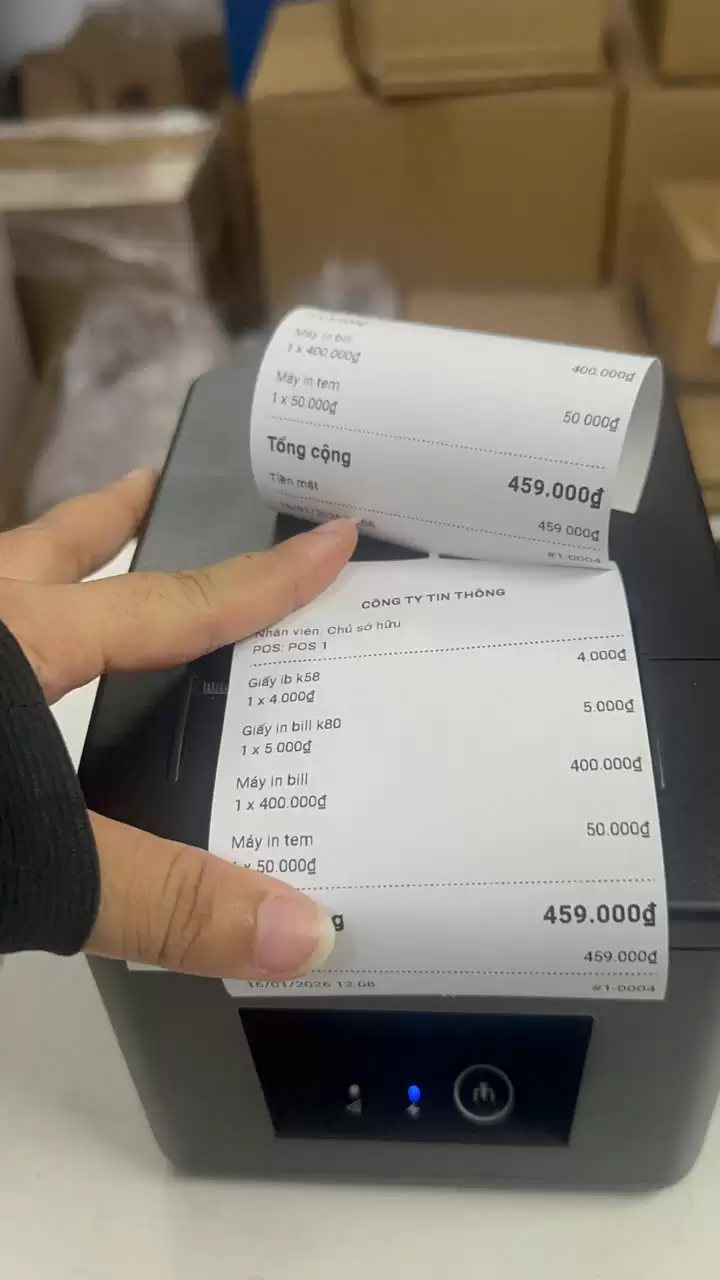 Máy in bill
1 x 400.000₫ 400.000₫
Máy in tem
1 x 50.000₫ 50.000₫
Tổng cộng 459.000₫
Tiền mặt 459.000₫
#1-0004
CÔNG TY TIN THÔNG
Nhân viên: Chủ sở hữu
POS: POS 1
Giấy ib k58 4.000₫
1 x 4.000₫
Giấy in bill k80 5.000₫
1 x 5.000₫
Máy in bill 400.000₫
1 x 400.000₫
Máy in tem 50.000₫
x 50.000₫
g 459.000₫
459.000₫
16/01/2026 12:08 #1-0004